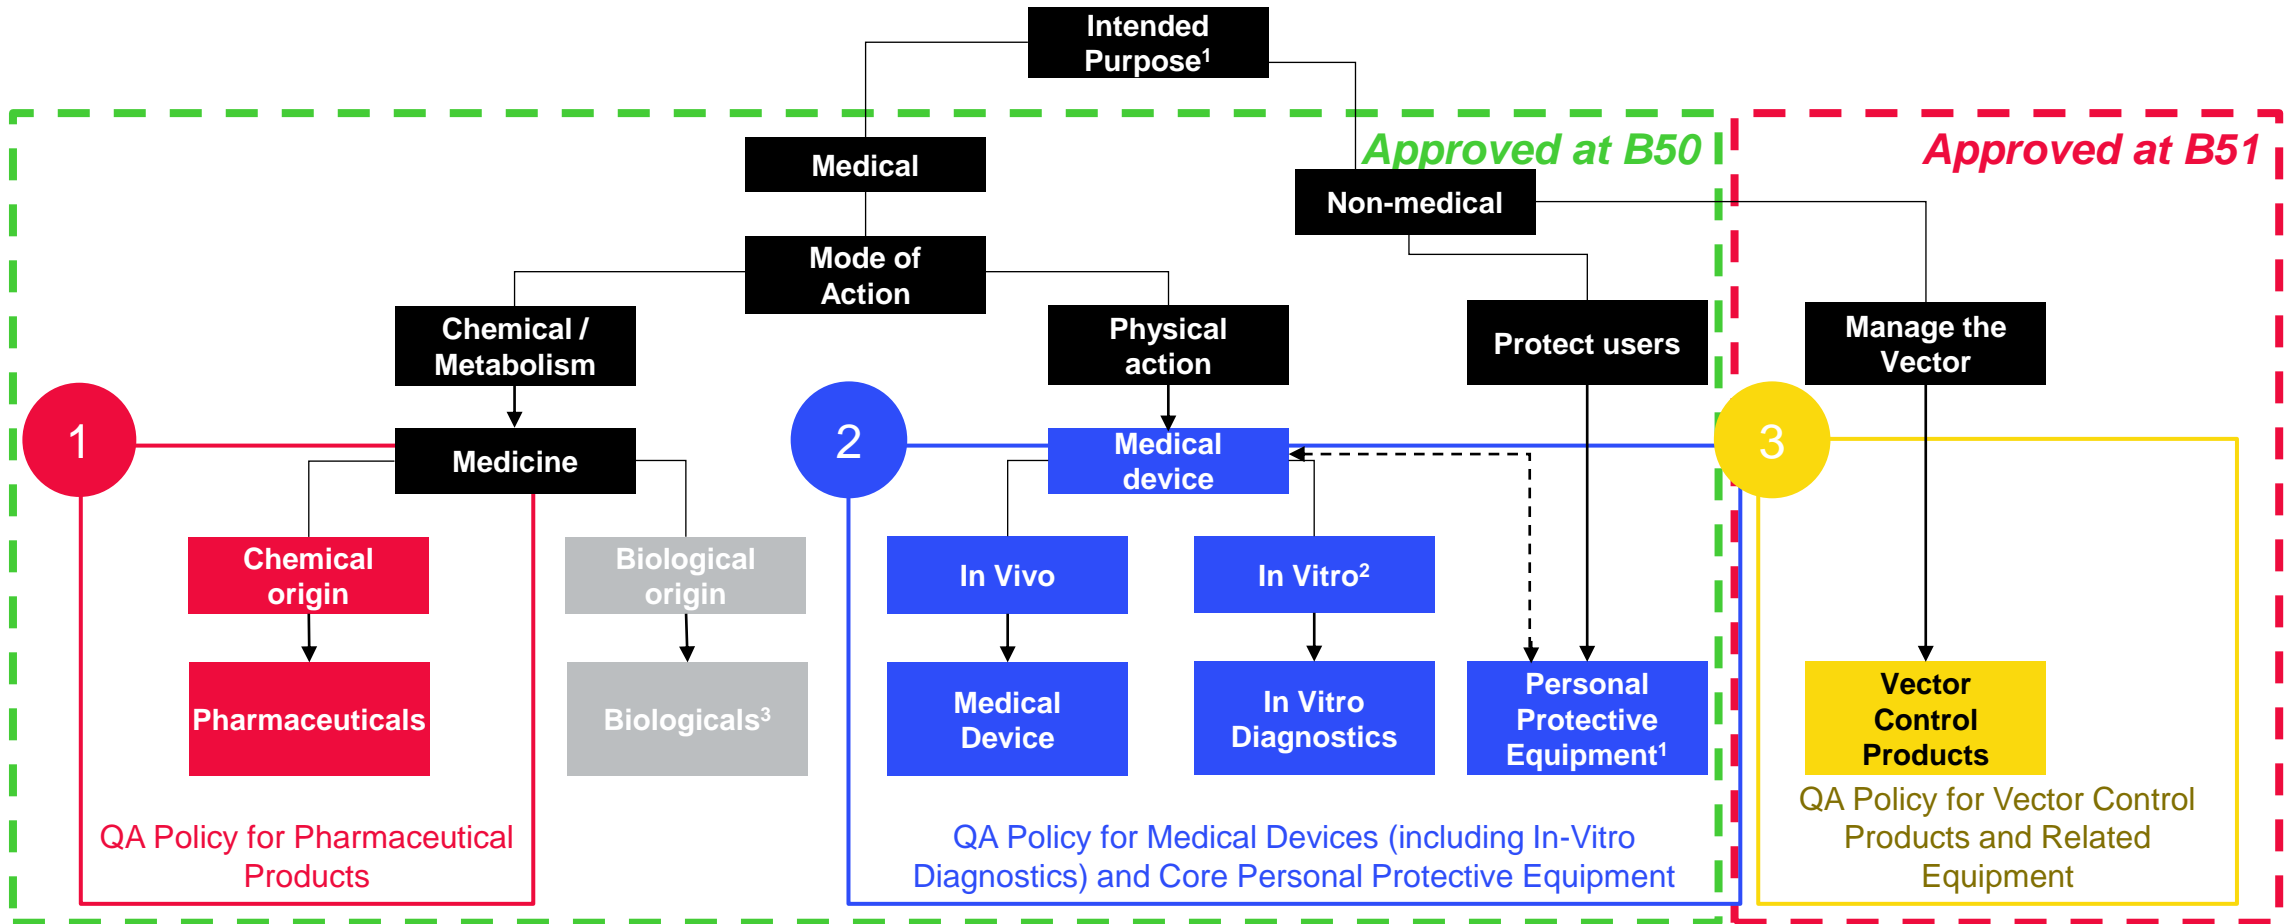 Intended
Purpose¹
Approved at B50
Approved at B51
Medical
Non-medical
Mode of
Action
Chemical /
Metabolism
Physical
action
Protect users
Manage the
Vector
1
Medicine
2
Medical
device
3
Chemical
origin
Biological
origin
In Vivo
In Vitro²
Pharmaceuticals
Biologicals³
Medical
Device
In Vitro
Diagnostics
Personal
Protective
Equipment¹
Vector
Control
Products
QA Policy for Pharmaceutical
Products
QA Policy for Medical Devices (including In-Vitro
Diagnostics) and Core Personal Protective Equipment
QA Policy for Vector Control
Products and Related
Equipment